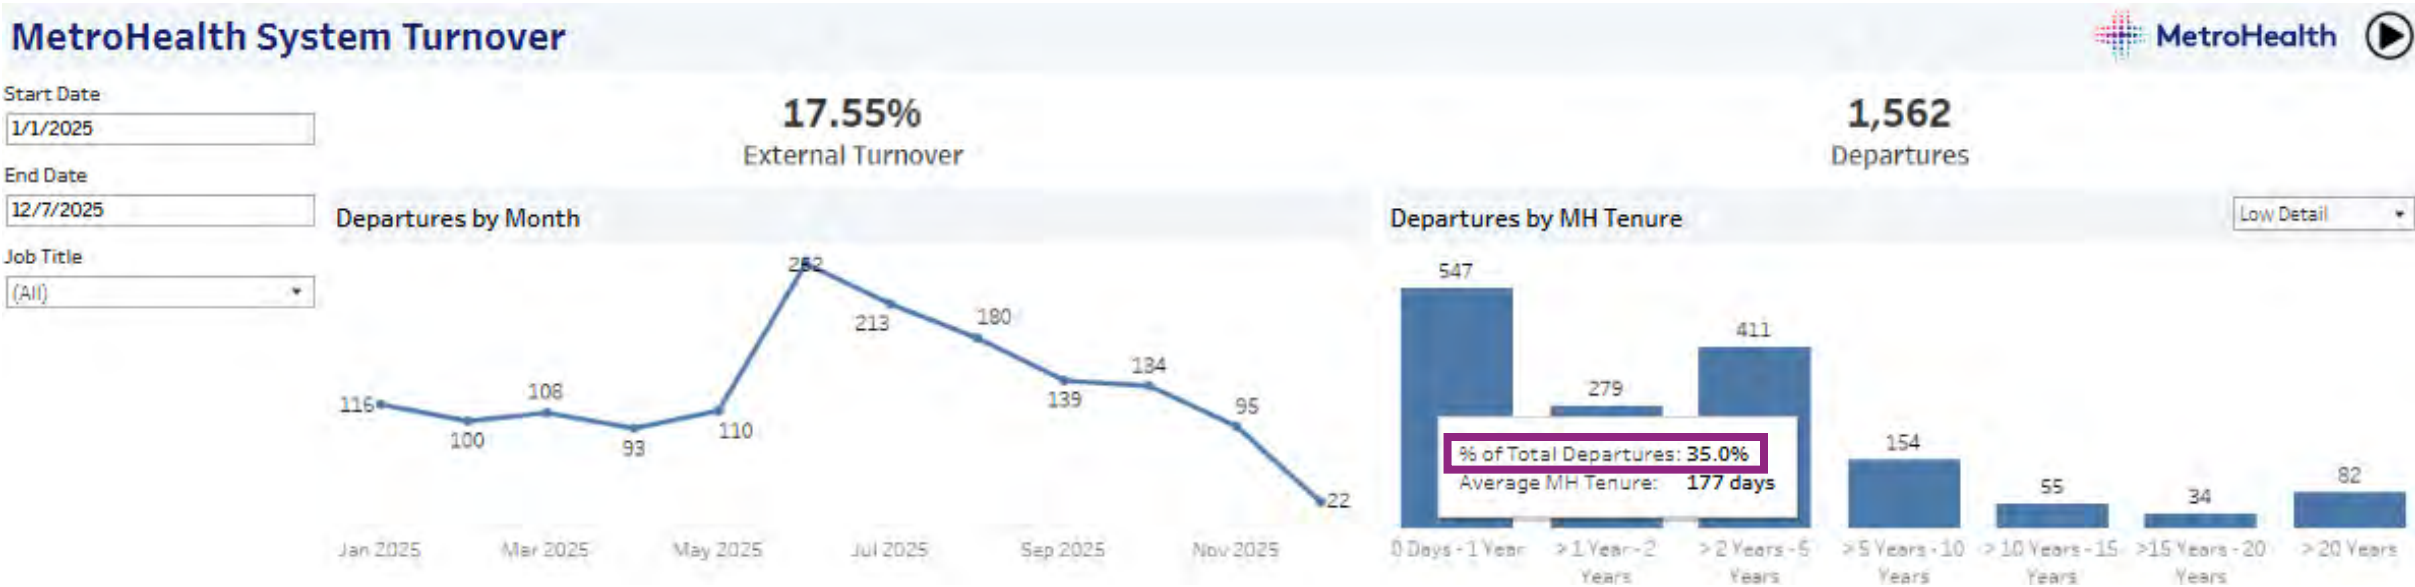 MetroHealth System Turnover
MetroHealth
Start Date
1/1/2025
End Date
12/7/2025
Job Title
(All)
17.55%
External Turnover
1,562
Departures
Departures by Month
252
213
180
116
100
108
93
110
139
134
95
22
Jan 2025
Mar 2025
May 2025
Jul 2025
Sep 2025
Nov 2025
Departures by MH Tenure
Low Detail
547
279
411
154
55
34
82
% of Total Departures: 35.0%
Average MH Tenure: 177 days
0 Days - 1 Year
> 1 Year - 2
Years
> 2 Years - 5
Years
> 5 Years - 10
Years
> 10 Years - 15
Years
>15 Years - 20
Years
> 20 Years